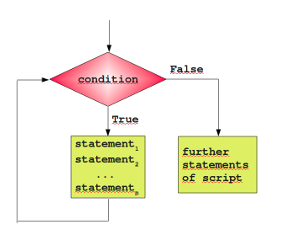 condition
False
True
statement₁
statement₂
...
statementₙ
further
statements
of script